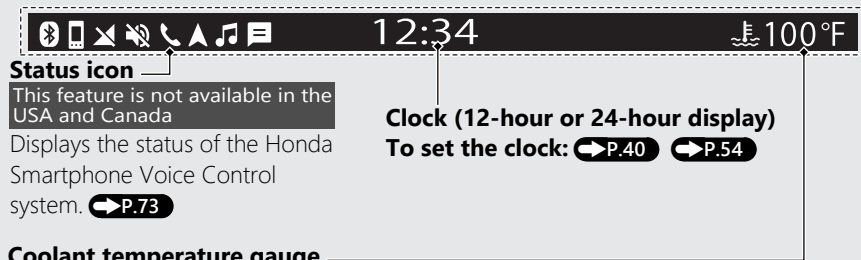 12:34 100°F
Status icon
This feature is not available in the
USA and Canada
Displays the status of the Honda
Smartphone Voice Control
system. P.73
Clock (12-hour or 24-hour display)
To set the clock: P.40 P.54
Coolant temperature gauge